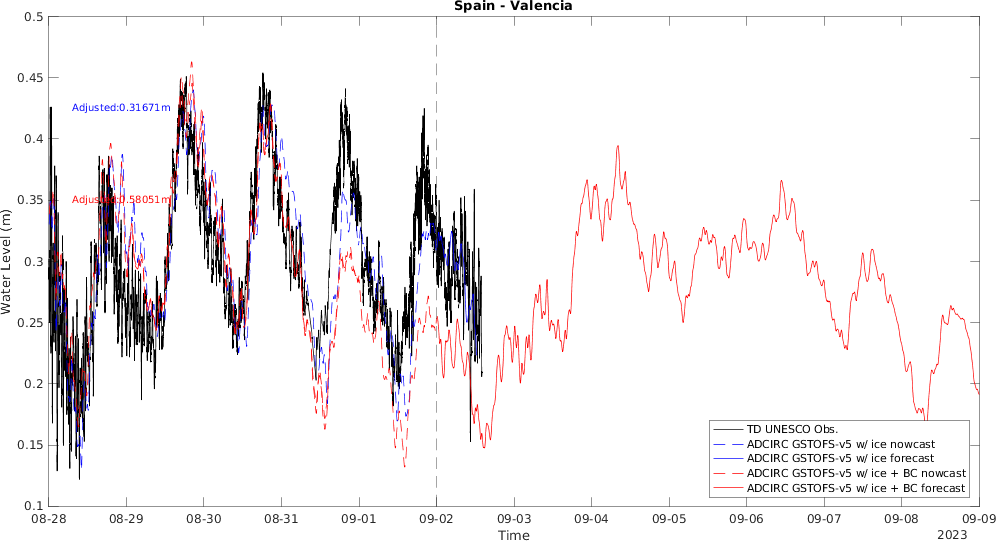 Spain - Valencia
0.5
0.45
0.4
0.35
0.3
0.25
0.2
0.15
0.1
Water Level (m)
Adjusted:0.31671m
Adjusted:0.58051m
TD UNESCO Obs.
ADCIRC GSTOFS-v5 w/ ice nowcast
ADCIRC GSTOFS-v5 w/ ice forecast
ADCIRC GSTOFS-v5 w/ ice + BC nowcast
ADCIRC GSTOFS-v5 w/ ice + BC forecast
08-28 08-29 08-30 08-31 09-01 09-02 09-03 09-04 09-05 09-06 09-07 09-08 09-09
Time
2023